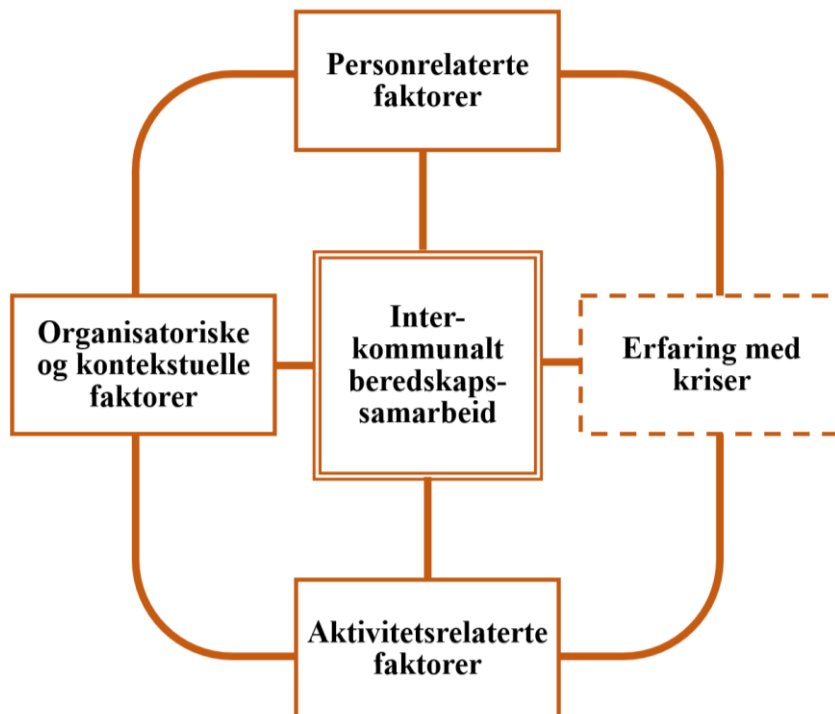 Personrelaterte
faktorer
Organisatoriske
og kontekstuelle
faktorer
Inter-
kommunalt
beredskaps-
samarbeid
Erfaring med
kriser
Aktivitetsrelaterte
faktorer